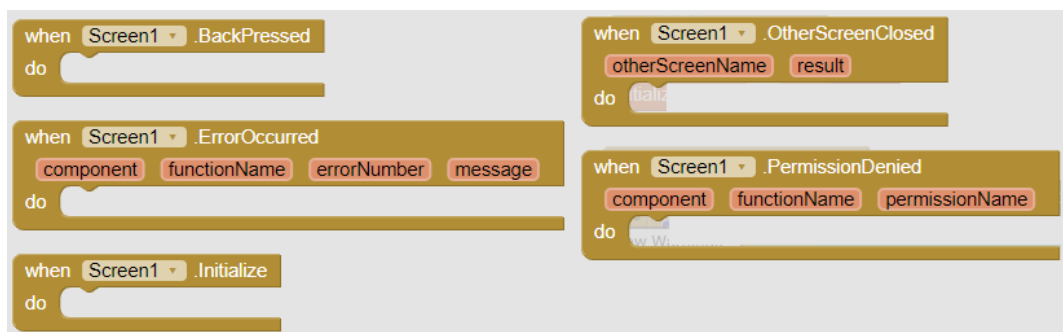 when Screen1 .BackPressed
do
when Screen1 .ErrorOccurred
component functionName errorNumber message
do
when Screen1 .Initialize
do
when Screen1 .OtherScreenClosed
otherScreenName result
do
when Screen1 .PermissionDenied
component functionName permissionName
do